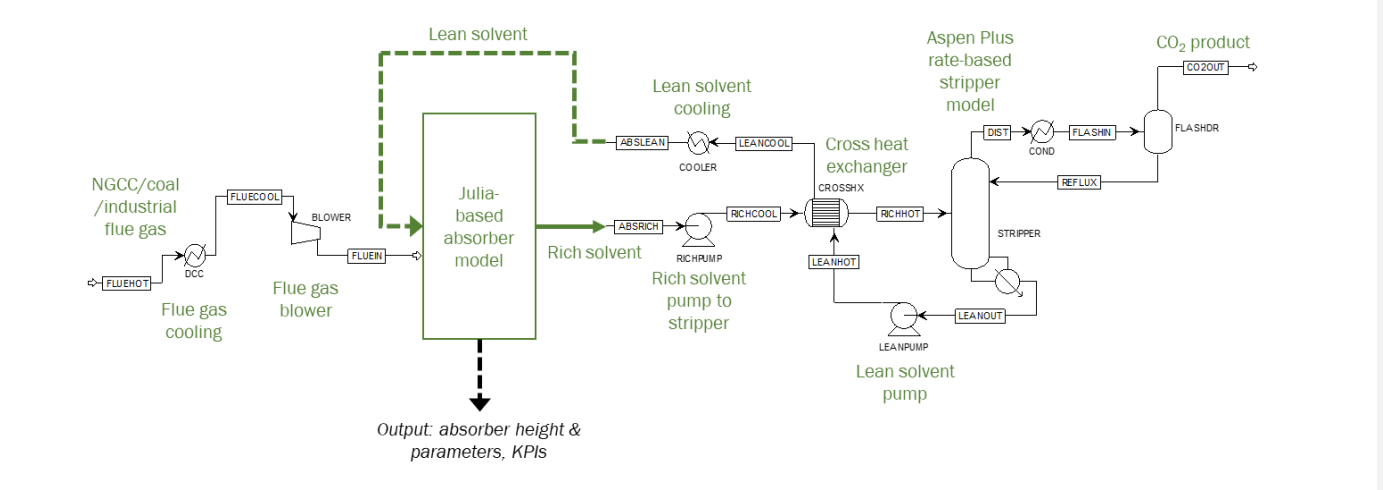 Lean solvent
Aspen Plus
rate-based
stripper
model
CO₂ product
CO2OUT
Lean solvent
cooling
DIST
FLASHIN
FLASHDR
COND
ABSLEAN
LEANCOOL
COOLER
Cross heat
exchanger
CROSSHX
REFLUX
NGCC/coal
/industrial
flue gas
FLUECOOL
BLOWER
Julia-
based
absorber
model
ABSRICH
RICHCOOL
RICHHOT
STRIPPER
FLUEIN
Rich solvent
RICHPUMP
LEANHOT
DCC
FLUEHOT
Flue gas
cooling
Flue gas
blower
Rich solvent
pump to
stripper
LEANOUT
LEANPUMP
Lean solvent
pump
Output: absorber height &
parameters, KPIs